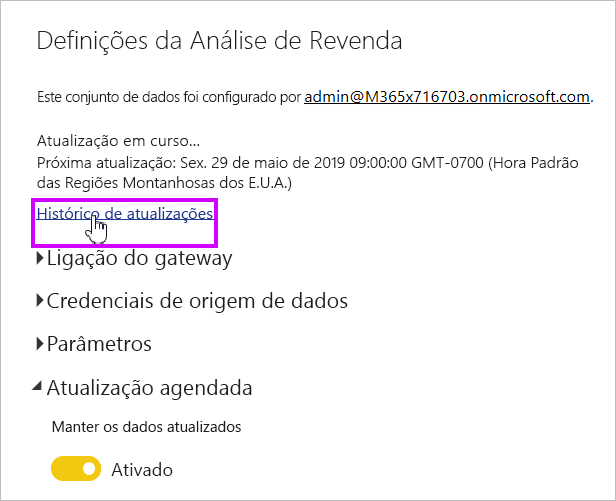 Definições da Análise de Revenda
Este conjunto de dados foi configurado por admin@M365x716703.onmicrosoft.com.
Atualização em curso...
Próxima atualização: Sex. 29 de maio de 2019 09:00:00 GMT-0700 (Hora Padrão
das Regiões Montanhosas dos E.U.A.)
Histórico de atualizações
Ligação do gateway
Credenciais de origem de dados
Parâmetros
Atualização agendada
Manter os dados atualizados
Ativado